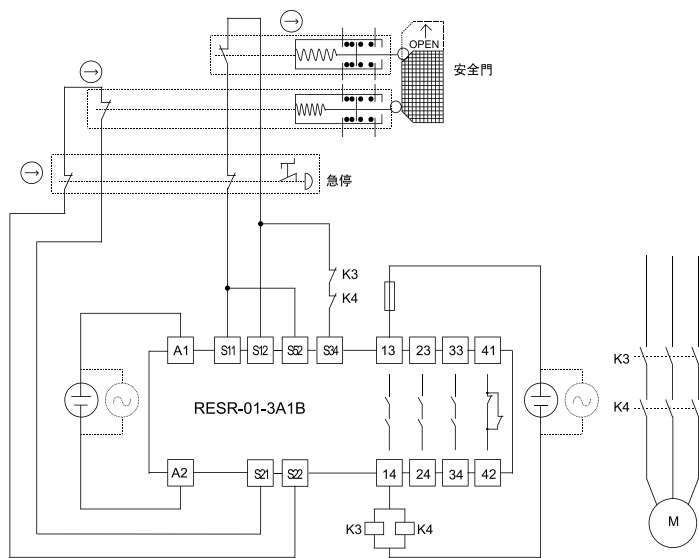 OPEN
安全門
急停
K3
K4
A1
S11
S12
S52
S34
13
23
33
41
K3
K4
RESR-01-3A1B
A2
S21
S22
14
24
34
42
K3
K4
M